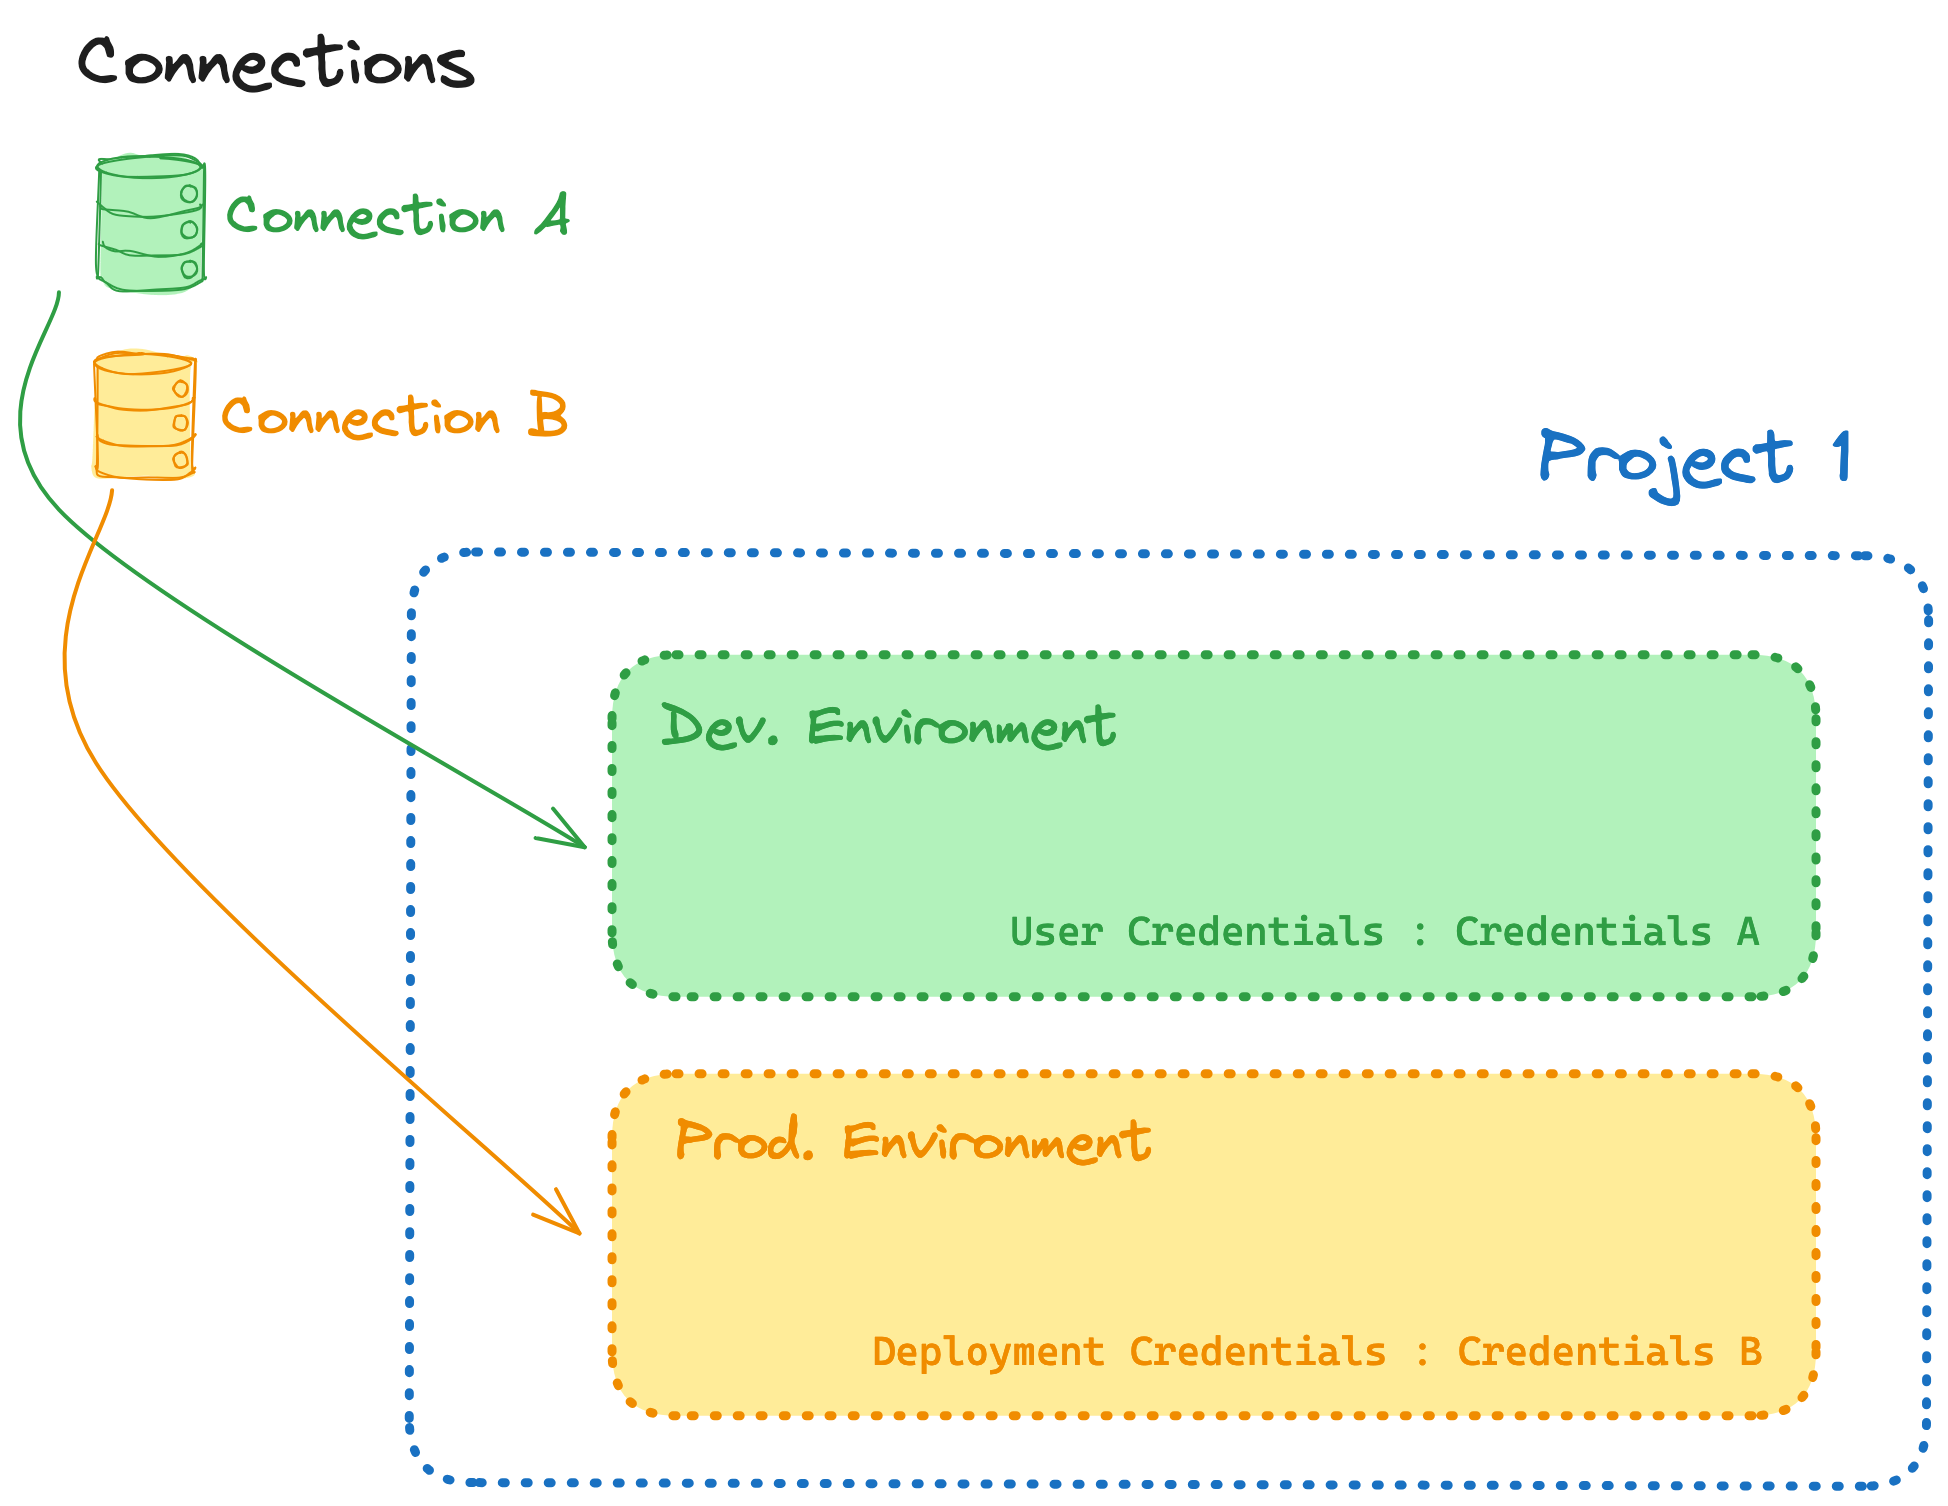 Connections
Connection A
Connection B
Project 1
Dev. Environment
User Credentials : Credentials A
Prod. Environment
Deployment Credentials : Credentials B